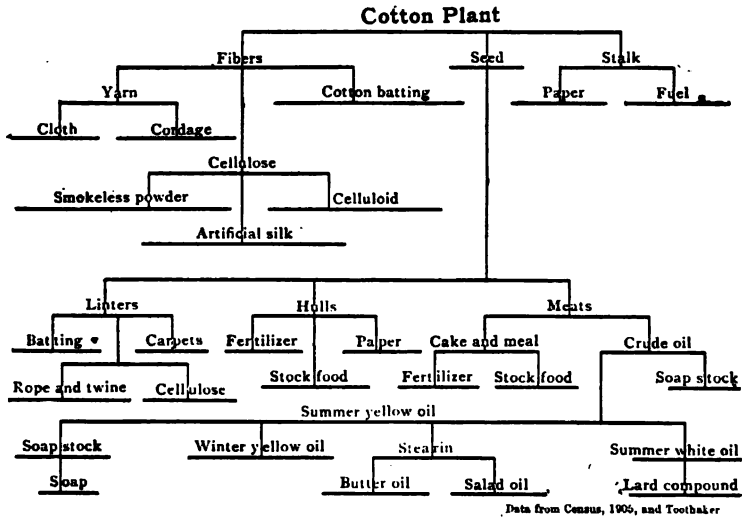 Cotton Plant
Fibers Seed Stalk
Yarn Cotton batting Paper Fuel
Cloth Cordage
Cellulose
Smokeless powder Celluloid
Artificial silk
Linters Hulls Meats
Batting Carpets Fertilizer Paper Cake and meal Crude oil
Rope and twine Cellulose Stock food Fertilizer Stock food Soap stock
Summer yellow oil
Soap stock Winter yellow oil Stearin Summer white oil
Soap Butter oil Salad oil Lard compound
Data from Census, 1905, and Toothaker